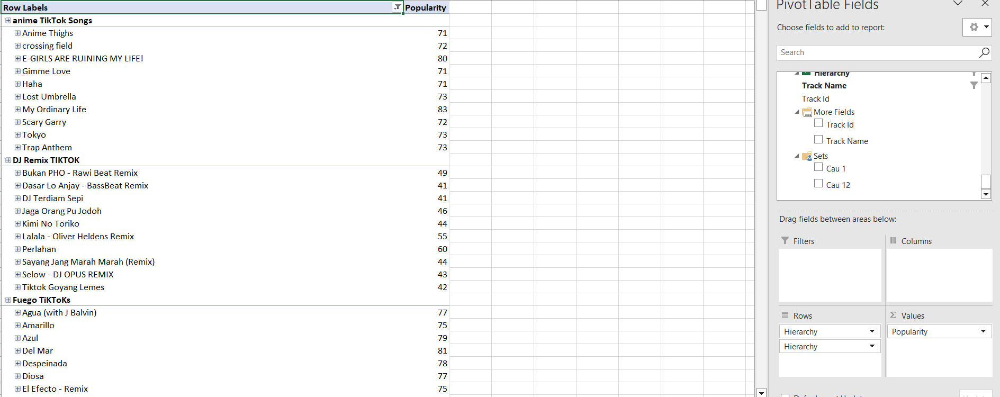 Row Labels Popularity
anime TikTok Songs
Anime Thighs 71
crossing field 72
E-GIRLS ARE RUINING MY LIFE! 80
Gimme Love 71
Haha 71
Lost Umbrella 73
My Ordinary Life 83
Scary Garry 72
Tokyo 73
Trap Anthem 73
DJ Remix TIKTOK
Bukan PHO - Rawi Beat Remix 49
Dasar Lo Anjay - BassBeat Remix 41
DJ Terdiam Sepi 41
Jaga Orang Pu Jodoh 46
Kimi No Toriko 44
Lalala - Oliver Heldens Remix 55
Perlahan 60
Sayang Jang Marah Marah (Remix) 44
Selow - DJ OPUS REMIX 43
Tiktok Goyang Lemes 42
Fuego TiKToKs
Agua (with J Balvin) 77
Amarillo 75
Azul 79
Del Mar 81
Despeinada 78
Diosa 77
El Efecto - Remix 75
PivotTable Fields
Choose fields to add to report:
Search
Hierarchy
Track Name
Track Id
More Fields
Track Id
Track Name
Sets
Cau 1
Cau 12
Drag fields between areas below:
Filters
Columns
Rows
Hierarchy
Hierarchy
Values
Popularity